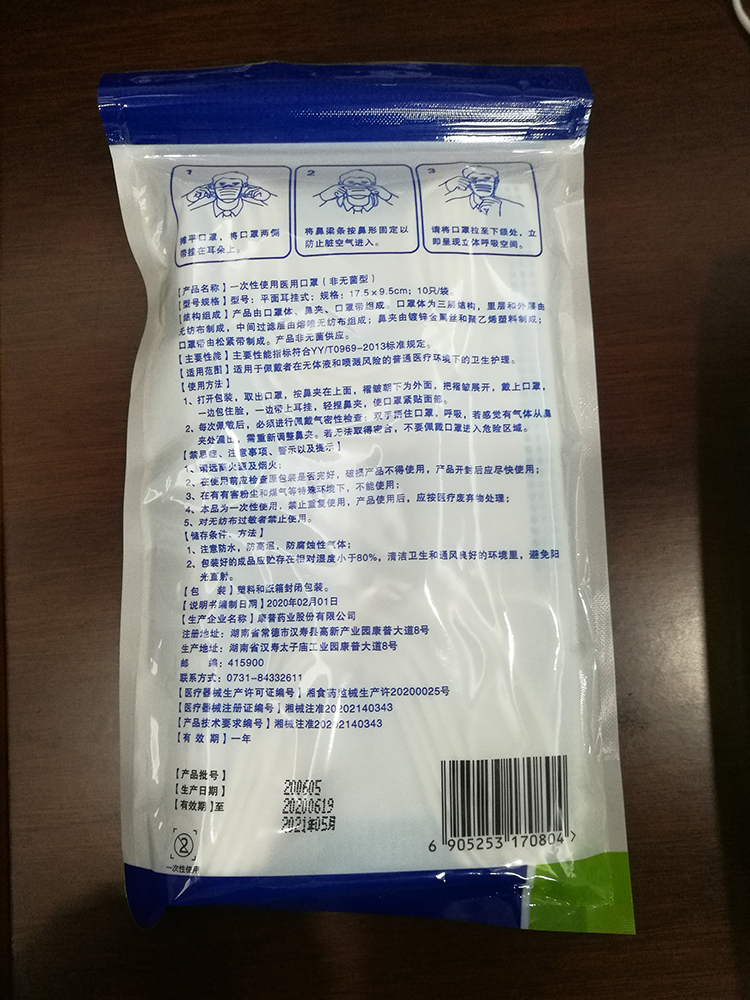 1
2
3
摊平口罩，将口罩两侧
带挂在耳朵上。
将鼻梁条按鼻形固定以
防止脏空气进入。
请将口罩拉至下额处，立
即呈现立体呼吸空间。
【产品名称】一次性使用医用口罩（非无菌型）
【型号规格】型号：平面耳挂式；规格：17.5×9.5cm；10只/袋。
【结构组成】产品由口罩体、鼻夹、口罩带组成。口罩体为三层结构，里层和外层由
无纺布制成，中间过滤层由熔喷无纺布组成；鼻夹由镀锌金属丝和聚乙烯塑料制成；
口罩带由松紧带制成。产品非无菌供应。
【主要性能】主要性能指标符合YY/T0969-2013标准规定。
【适用范围】适用于佩戴者在无体液和喷溅风险的普通医疗环境下的卫生护理。
【使用方法】
1、打开包装，取出口罩，按鼻夹在上面，褶皱朝下为外面，把褶皱展开，戴上口罩，
一边包住脸，一边带上耳挂，轻捏鼻夹，使口罩紧贴面部。
2、每次佩戴后，必须进行佩戴气密性检查；双手捂住口罩，呼吸，若感觉有气体从鼻
夹处漏出，需重新调整鼻夹。若无法取得密合，不要佩戴口罩进入危险区域。
【禁忌症、注意事项、警示以及提示】
1、请远离火源及烟火；
2、在使用前应检查原包装是否完好，破损产品不得使用，产品开封后应尽快使用；
3、在有有害粉尘和煤气等特殊环境下，不能使用；
4、本品为一次性使用，禁止重复使用，产品使用后，应按医疗废弃物处理；
5、对无纺布过敏者禁止使用。
【储存条件、方法】
1、注意防水，防高温，防腐蚀性气体；
2、包装好的成品应贮存在相对湿度小于80%，清洁卫生和通风良好的环境里，避免阳
光直射。
【包 装】塑料和纸箱封闭包装。
【说明书编制日期】2020年02月01日
【生产企业名称】康普药业股份有限公司
注册地址：湖南省常德市汉寿县高新产业园康普大道8号
生产地址：湖南省汉寿太子庙工业园康普大道8号
邮 编：415900
联系方式：0731-84332611
【医疗器械生产许可证编号】湘食药监械生产许20200025号
【医疗器械注册证编号】湘械注准20202140343
【产品技术要求编号】湘械注准20202140343
【有 效 期】一年
【产品批号】 200605
【生产日期】 20200619
【有效期】至 2021年05月
2
一次性使用
6 905253 170804